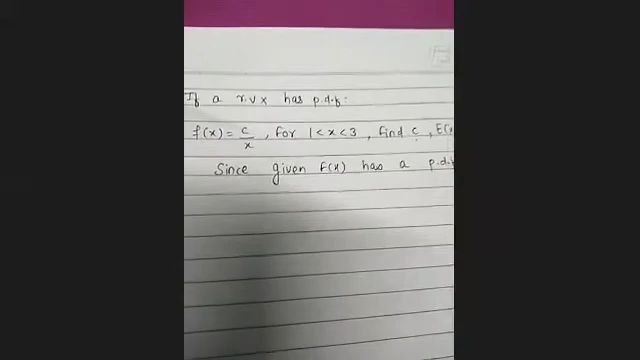 If a r.v x has p.d.f:
f(x) = c/x , for 1 < x < 3 , find c , E(x
Since given f(x) has a p.d.f